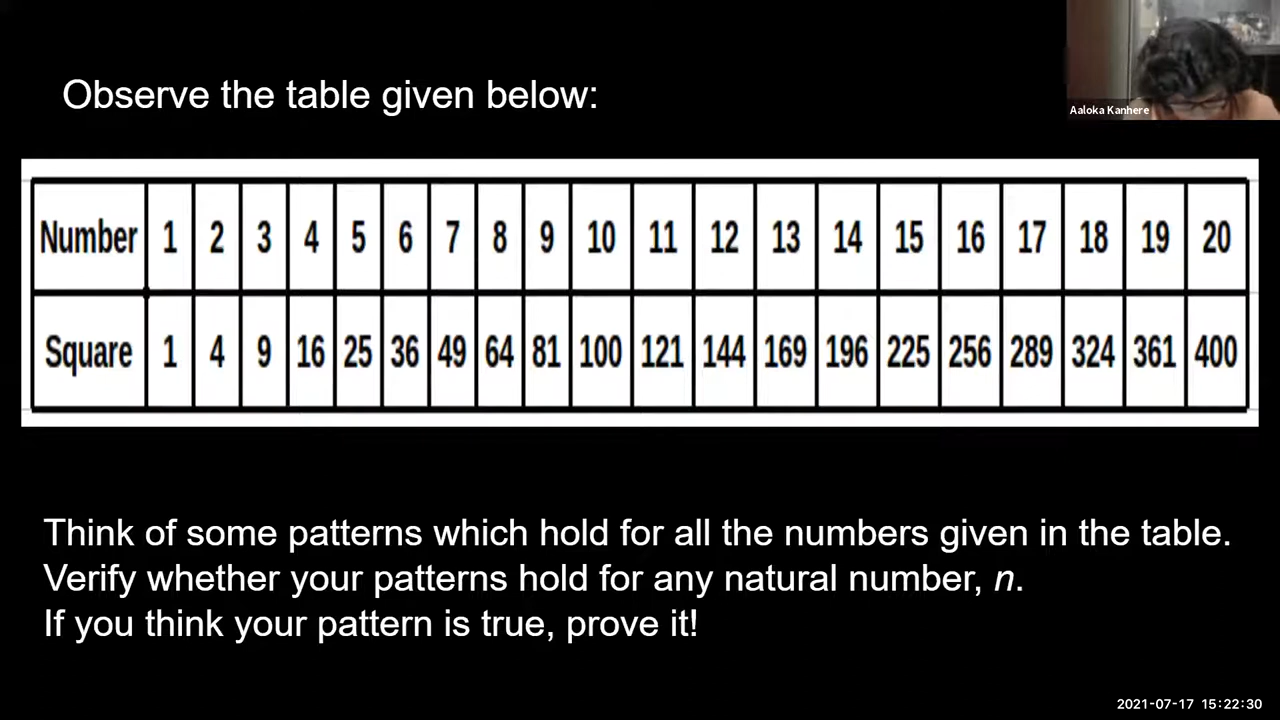 Aaloka Kanhere
Observe the table given below:
Number 1 2 3 4 5 6 7 8 9 10 11 12 13 14 15 16 17 18 19 20
Square 1 4 9 16 25 36 49 64 81 100 121 144 169 196 225 256 289 324 361 400
Think of some patterns which hold for all the numbers given in the table.
Verify whether your patterns hold for any natural number, n.
If you think your pattern is true, prove it!
2021-07-17 15:22:30